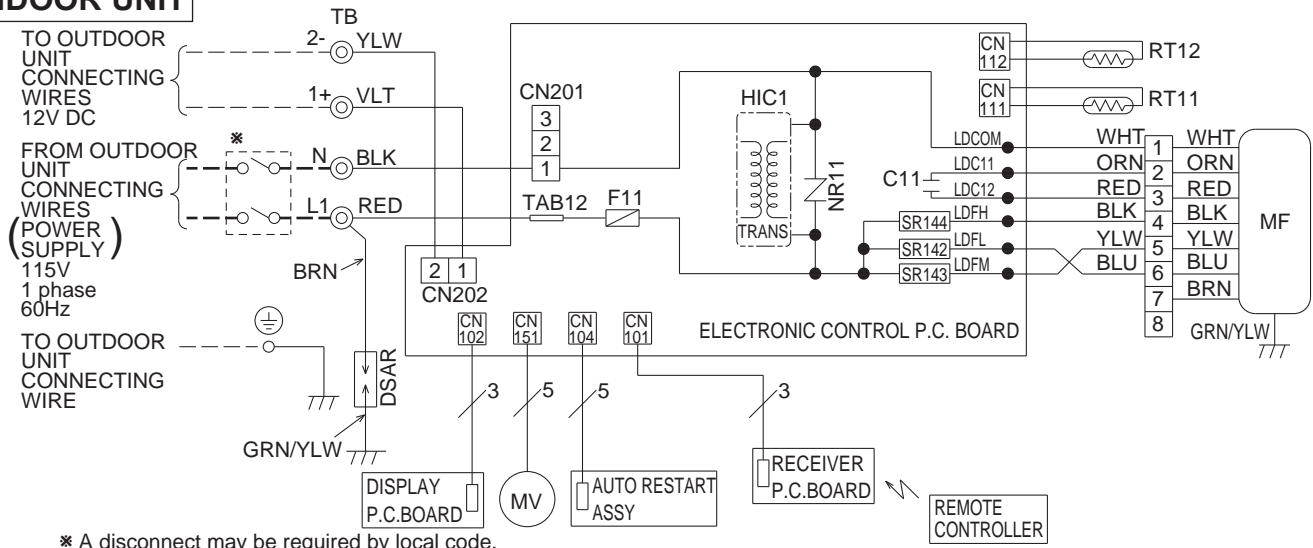 INDOOR UNIT
TB
TO OUTDOOR
UNIT
CONNECTING
WIRES
12V DC
2- YLW
1+ VLT
FROM OUTDOOR
UNIT
CONNECTING
WIRES
(POWER
SUPPLY)
115V
1 phase
60Hz
※
N BLK
L1 RED
BRN
TO OUTDOOR
UNIT
CONNECTING
WIRE
GRN/YLW
DSAR
CN201
3
2
1
TAB12
F11
2 1
CN202
HIC1
TRANS
NR11
C11
LDCOM
LDC11
LDC12
LDFH
LDFL
LDFM
SR144
SR142
SR143
CN
112
RT12
CN
111
RT11
WHT 1 WHT
ORN 2 ORN
RED 3 RED
BLK 4 BLK
YLW 5 YLW
BLU 6 BLU
7 BRN
8
MF
GRN/YLW
ELECTRONIC CONTROL P.C. BOARD
CN
102
CN
151
CN
104
CN
101
3
5
5
3
DISPLAY
P.C.BOARD
MV
AUTO RESTART
ASSY
RECEIVER
P.C.BOARD
REMOTE
CONTROLLER
※ A disconnect may be required by local code.